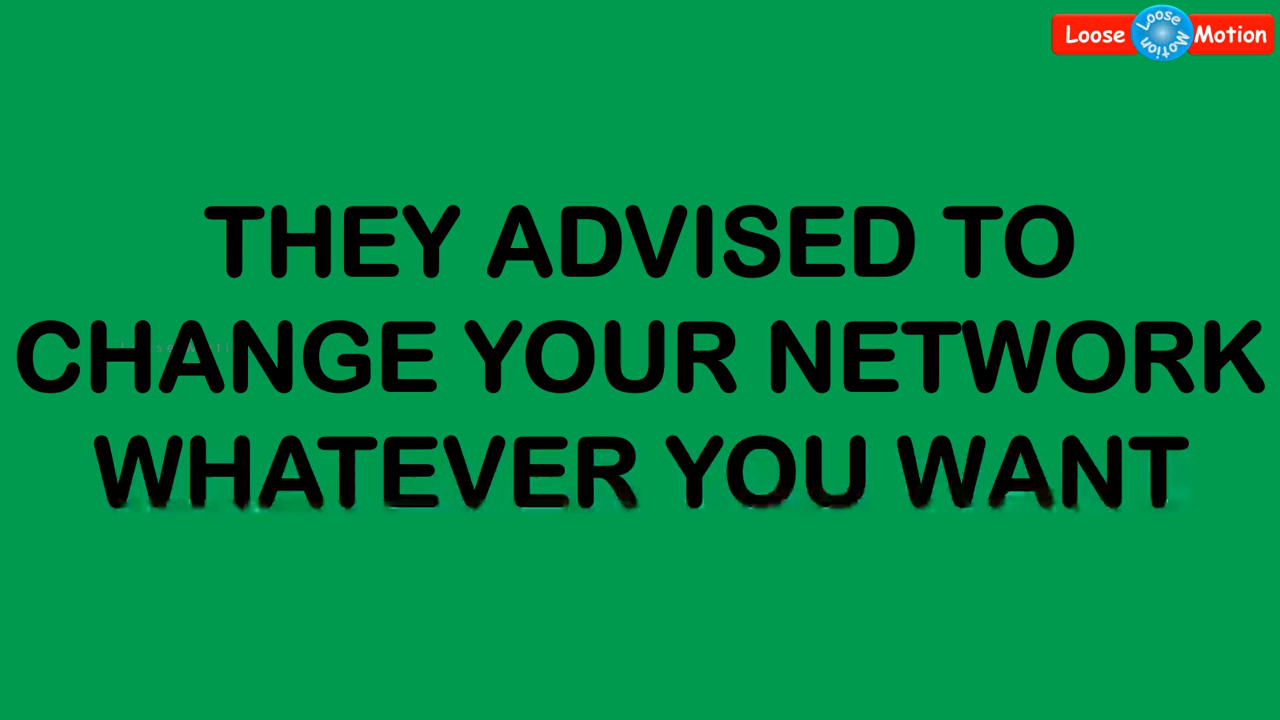 Loose Loose Motion Motion
THEY ADVISED TO
CHANGE YOUR NETWORK
WHATEVER YOU WANT